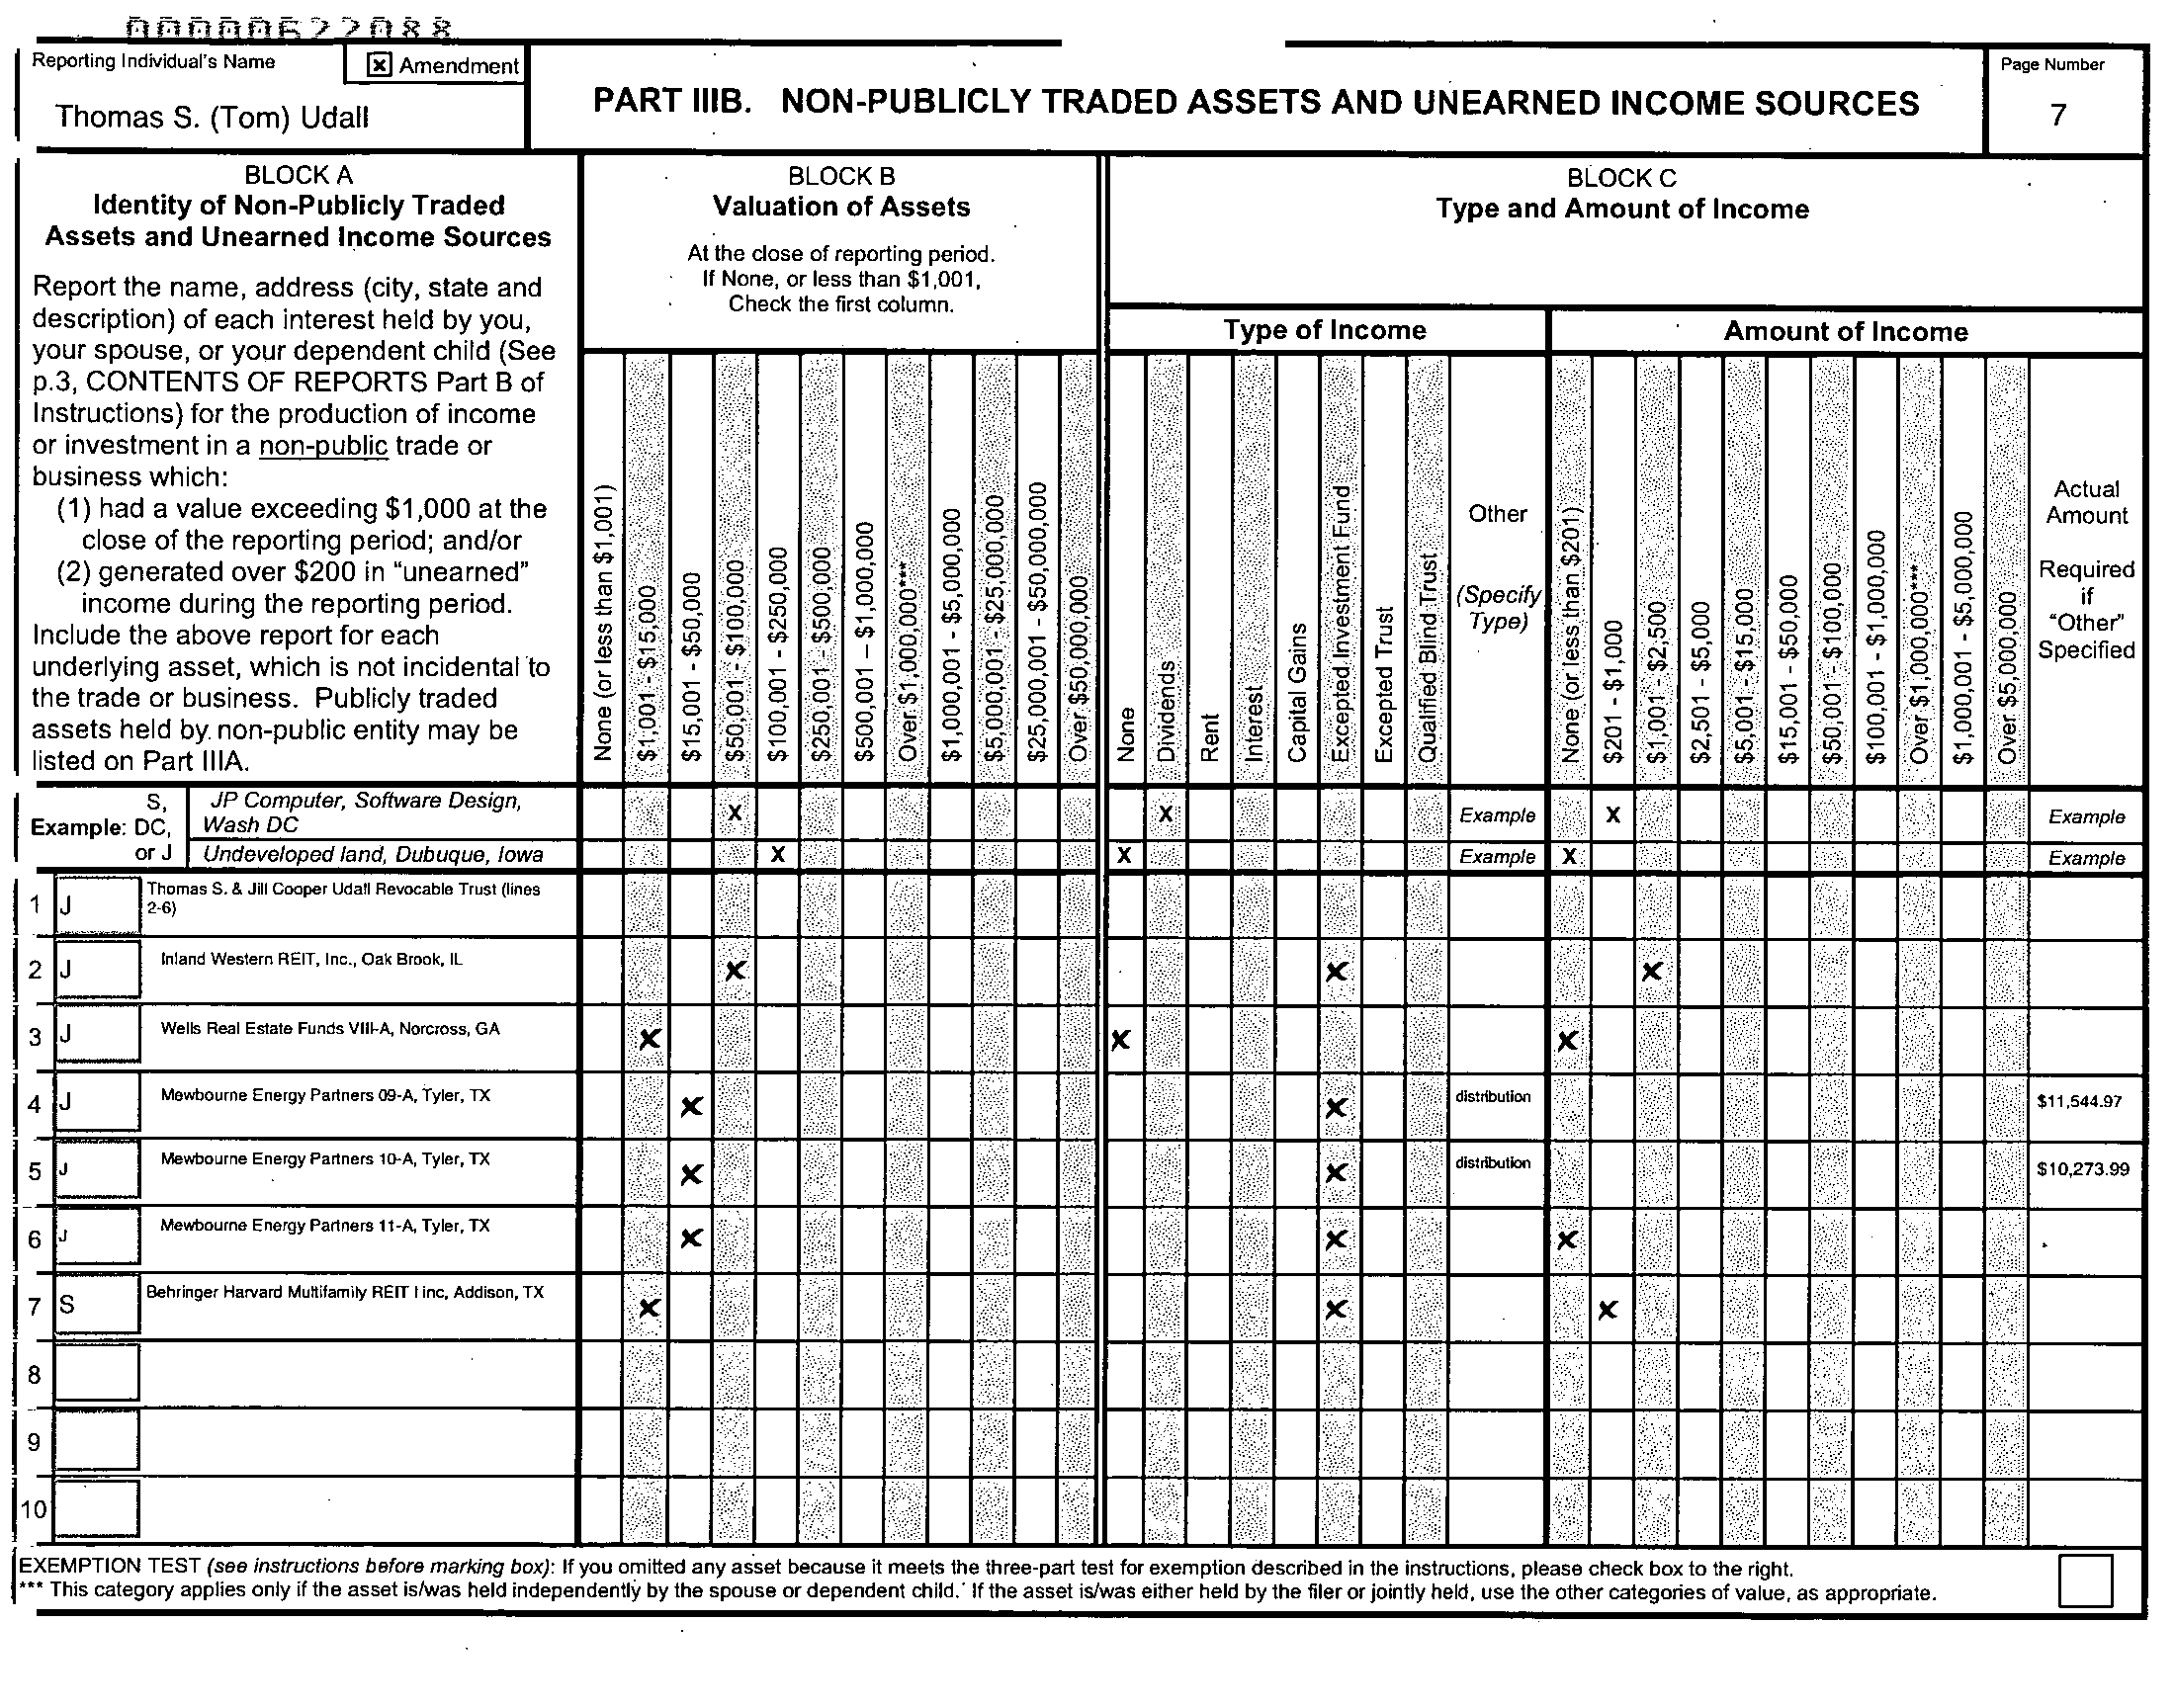 00000622088
Reporting Individual's Name
x Amendment
Thomas S. (Tom) Udall
PART IIIB. NON-PUBLICLY TRADED ASSETS AND UNEARNED INCOME SOURCES
Page Number
7
BLOCK A
Identity of Non-Publicly Traded
Assets and Unearned Income Sources
Report the name, address (city, state and
description) of each interest held by you,
your spouse, or your dependent child (See
p.3, CONTENTS OF REPORTS Part B of
Instructions) for the production of income
or investment in a non-public trade or
business which:
(1) had a value exceeding $1,000 at the
close of the reporting period; and/or
(2) generated over $200 in "unearned"
income during the reporting period.
Include the above report for each
underlying asset, which is not incidental to
the trade or business. Publicly traded
assets held by non-public entity may be
listed on Part IIIA.
BLOCK B
Valuation of Assets
At the close of reporting period.
If None, or less than $1,001,
Check the first column.
None (or less than $1,001)
$1,001 - $15,000
$15,001 - $50,000
$50,001 - $100,000
$100,001 - $250,000
$250,001 - $500,000
$500,001 – $1,000,000
Over $1,000,000***
$1,000,001 - $5,000,000
$5,000,001 - $25,000,000
$25,000,001 - $50,000,000
Over $50,000,000
BLOCK C
Type and Amount of Income
Type of Income
None
Dividends
Rent
Interest
Capital Gains
Excepted Investment Fund
Excepted Trust
Qualified Blind Trust
Other
(Specify
Type)
Amount of Income
None (or less than $201)
$201 - $1,000
$1,001 - $2,500
$2,501 - $5,000
$5,001 - $15,000
$15,001 - $50,000
$50,001 - $100,000
$100,001 - $1,000,000
Over $1,000,000***
$1,000,001 - $5,000,000
Over $5,000,000
Actual
Amount
Required
if
"Other"
Specified
Example: S, DC, or J
JP Computer, Software Design,
Wash DC
x x Example x Example
Undeveloped land, Dubuque, Iowa
x x Example x Example
1 J Thomas S. & Jill Cooper Udall Revocable Trust (lines
2-6)
2 J Inland Western REIT, Inc., Oak Brook, IL x x x
3 J Wells Real Estate Funds VIII-A, Norcross, GA x x x
4 J Mewbourne Energy Partners 09-A, Tyler, TX x x distribution $11,544.97
5 J Mewbourne Energy Partners 10-A, Tyler, TX x x distribution $10,273.99
6 J Mewbourne Energy Partners 11-A, Tyler, TX x x x
7 S Behringer Harvard Multifamily REIT I inc, Addison, TX x x x
8
9
10
EXEMPTION TEST (see instructions before marking box): If you omitted any asset because it meets the three-part test for exemption described in the instructions, please check box to the right.
*** This category applies only if the asset is/was held independently by the spouse or dependent child. If the asset is/was either held by the filer or jointly held, use the other categories of value, as appropriate.